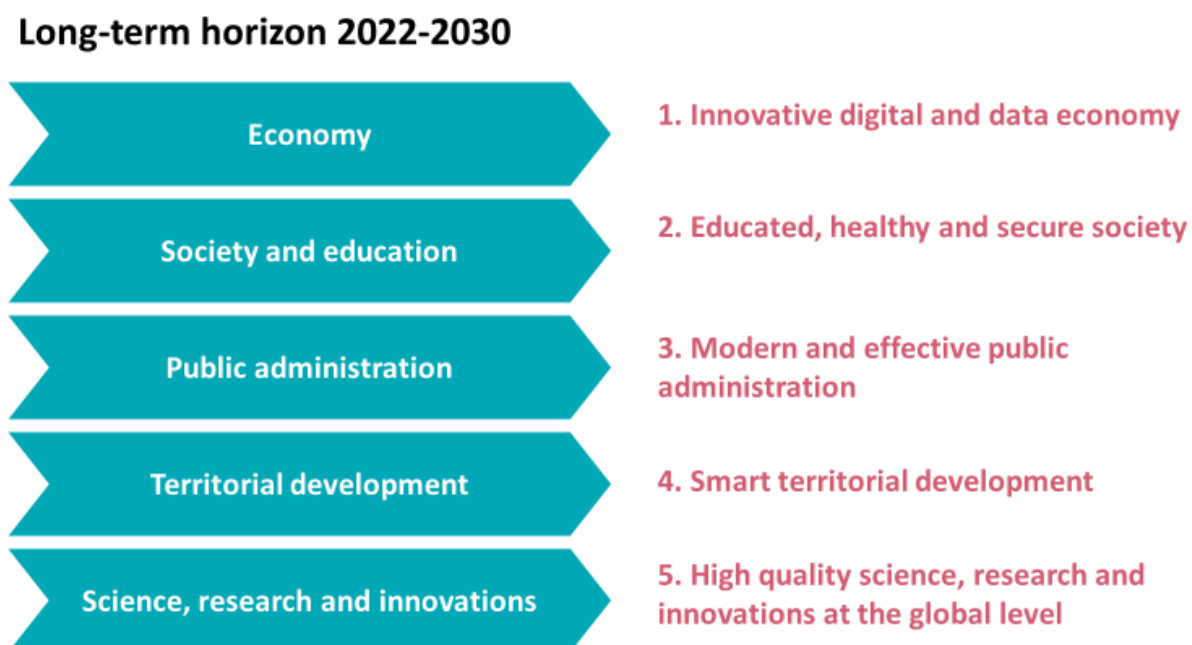 Long-term horizon 2022-2030
Economy
1. Innovative digital and data economy
Society and education
2. Educated, healthy and secure society
Public administration
3. Modern and effective public
administration
Territorial development
4. Smart territorial development
Science, research and innovations
5. High quality science, research and
innovations at the global level